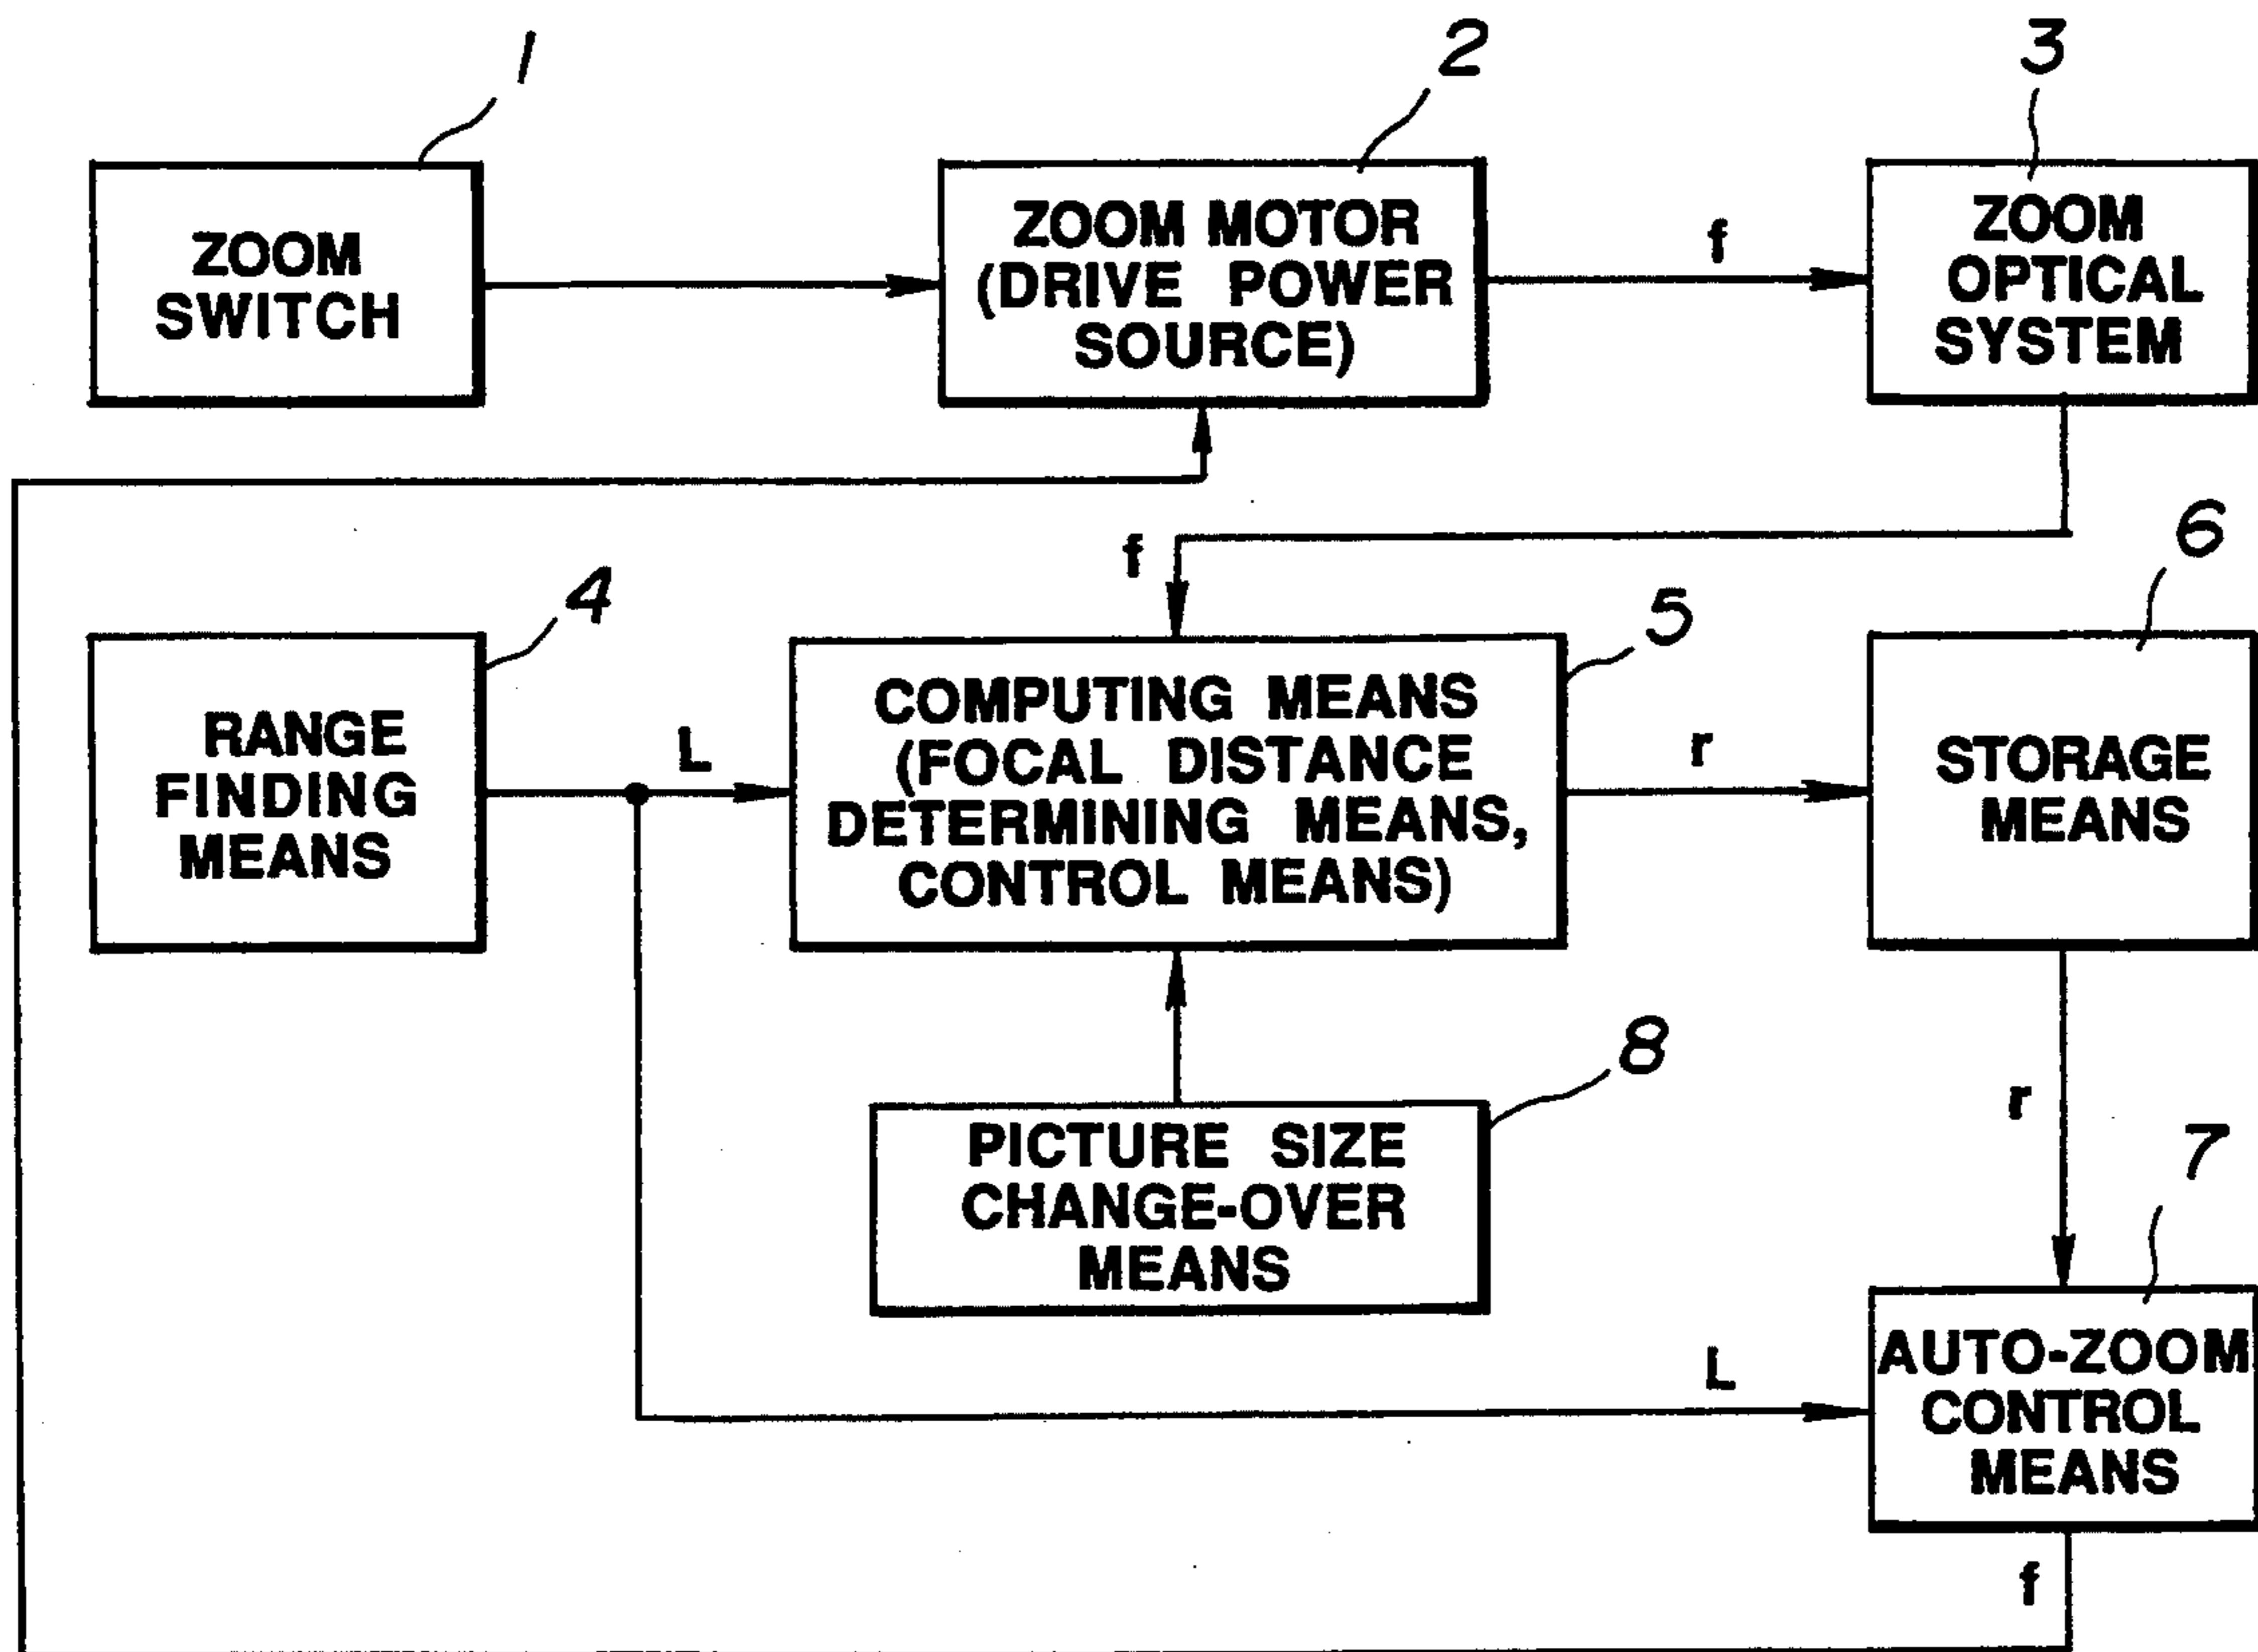 1
2
3
ZOOM
SWITCH
ZOOM MOTOR
(DRIVE POWER
SOURCE)
f
ZOOM
OPTICAL
SYSTEM
f
4
5
6
RANGE
FINDING
MEANS
L
COMPUTING MEANS
(FOCAL DISTANCE
DETERMINING MEANS,
CONTROL MEANS)
r
STORAGE
MEANS
8
PICTURE SIZE
CHANGE-OVER
MEANS
r
7
L
AUTO-ZOOM
CONTROL
MEANS
f